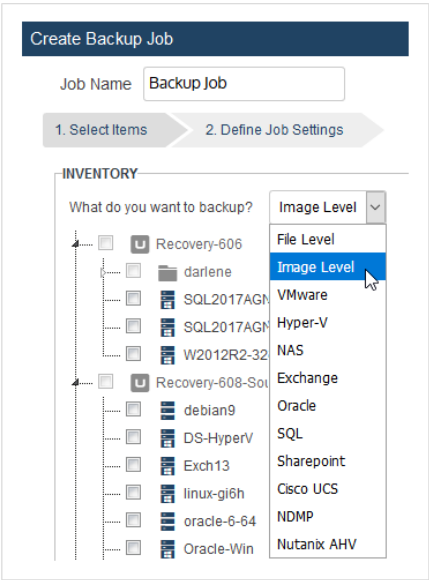 Create Backup Job
Job Name Backup Job
1. Select Items 2. Define Job Settings
INVENTORY
What do you want to backup? Image Level
Recovery-606
darlene
SQL2017AGN
SQL2017AGN
W2012R2-32
Recovery-608-Sou
debian9
DS-HyperV
Exch13
linux-gi6h
oracle-6-64
Oracle-Win
File Level
Image Level
VMware
Hyper-V
NAS
Exchange
Oracle
SQL
Sharepoint
Cisco UCS
NDMP
Nutanix AHV